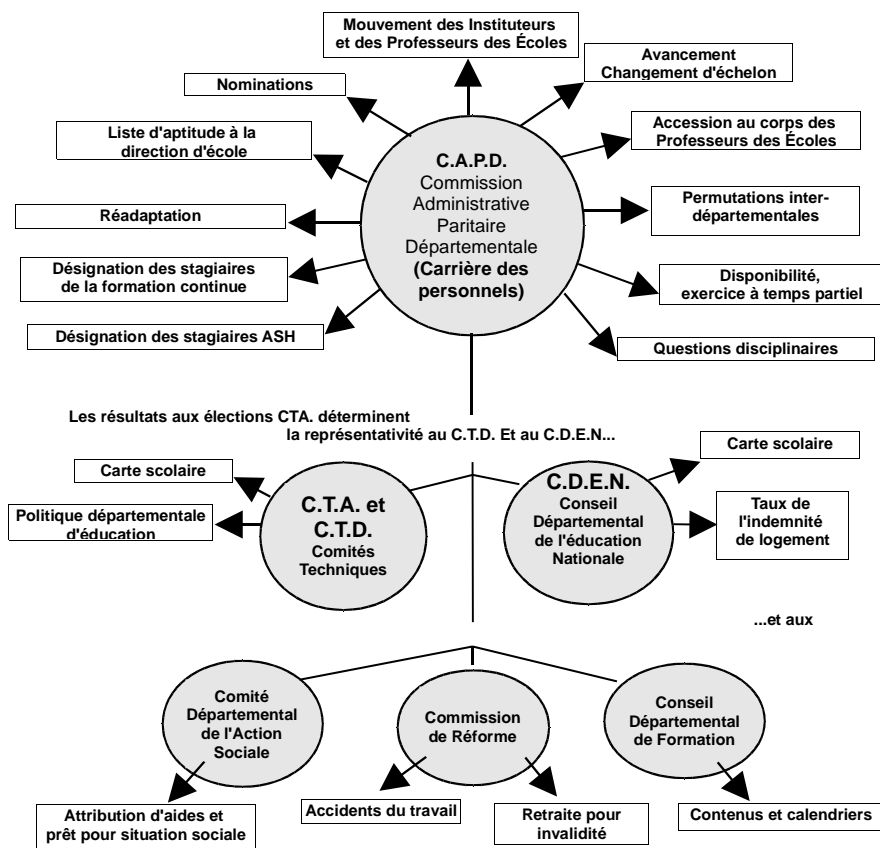 Mouvement des Instituteurs
et des Professeurs des Écoles
Avancement
Changement d'échelon
Nominations
Liste d'aptitude à la
direction d'école
Accession au corps des
Professeurs des Écoles
C.A.P.D.
Commission
Administrative
Paritaire
Départementale
(Carrière des
personnels)
Réadaptation
Permutations inter-
départementales
Désignation des stagiaires
de la formation continue
Disponibilité,
exercice à temps partiel
Désignation des stagiaires ASH
Questions disciplinaires
Les résultats aux élections CTA. déterminent
la représentativité au C.T.D. Et au C.D.E.N...
Carte scolaire
Politique départementale
d'éducation
C.T.A. et
C.T.D.
Comités
Techniques
C.D.E.N.
Conseil
Départemental
de l'éducation
Nationale
Carte scolaire
Taux de
l'indemnité
de logement
...et aux
Comité
Départemental
de l'Action
Sociale
Commission
de Réforme
Conseil
Départemental
de Formation
Attribution d'aides et
prêt pour situation sociale
Accidents du travail
Retraite pour
invalidité
Contenus et calendriers